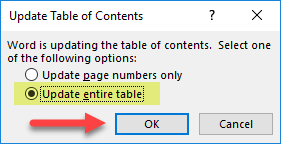 Update Table of Contents
Word is updating the table of contents. Select one
of the following options:
Update page numbers only
Update entire table
OK Cancel